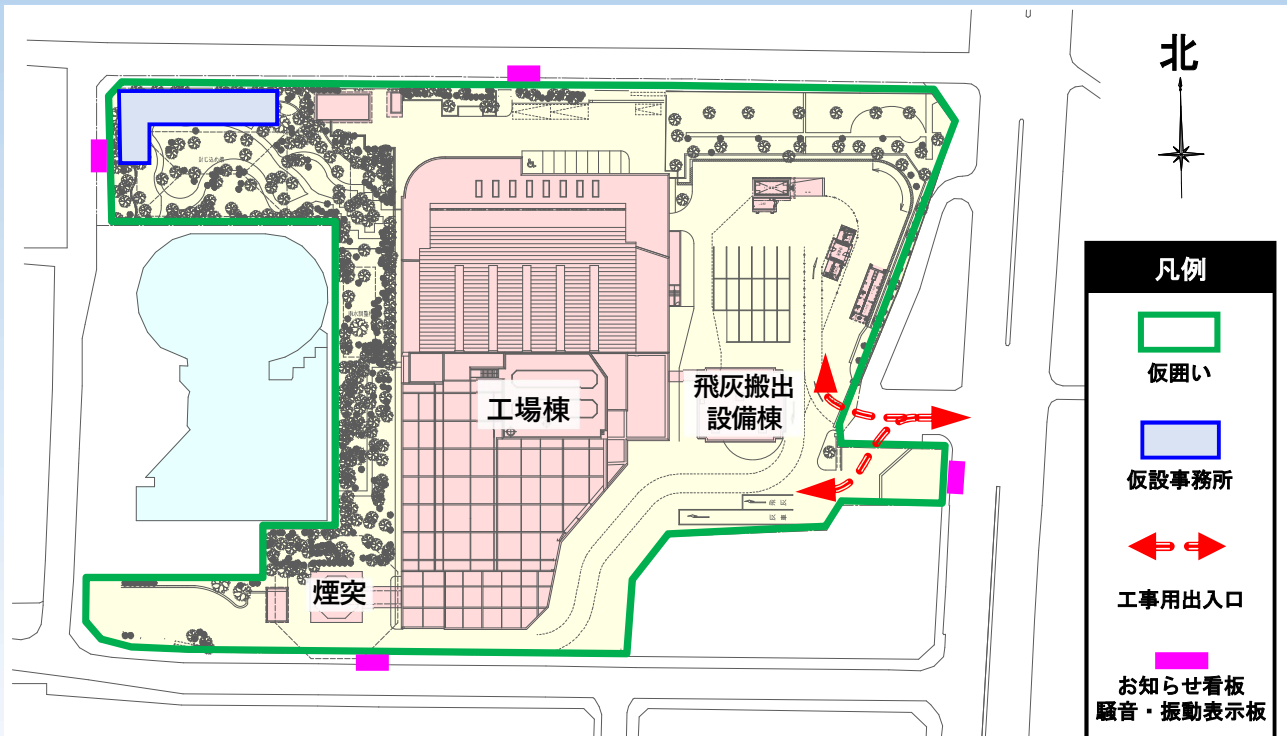 北
工場棟
飛灰搬出
設備棟
煙突
凡例
仮囲い
仮設事務所
工事用出入口
お知らせ看板
騒音・振動表示板